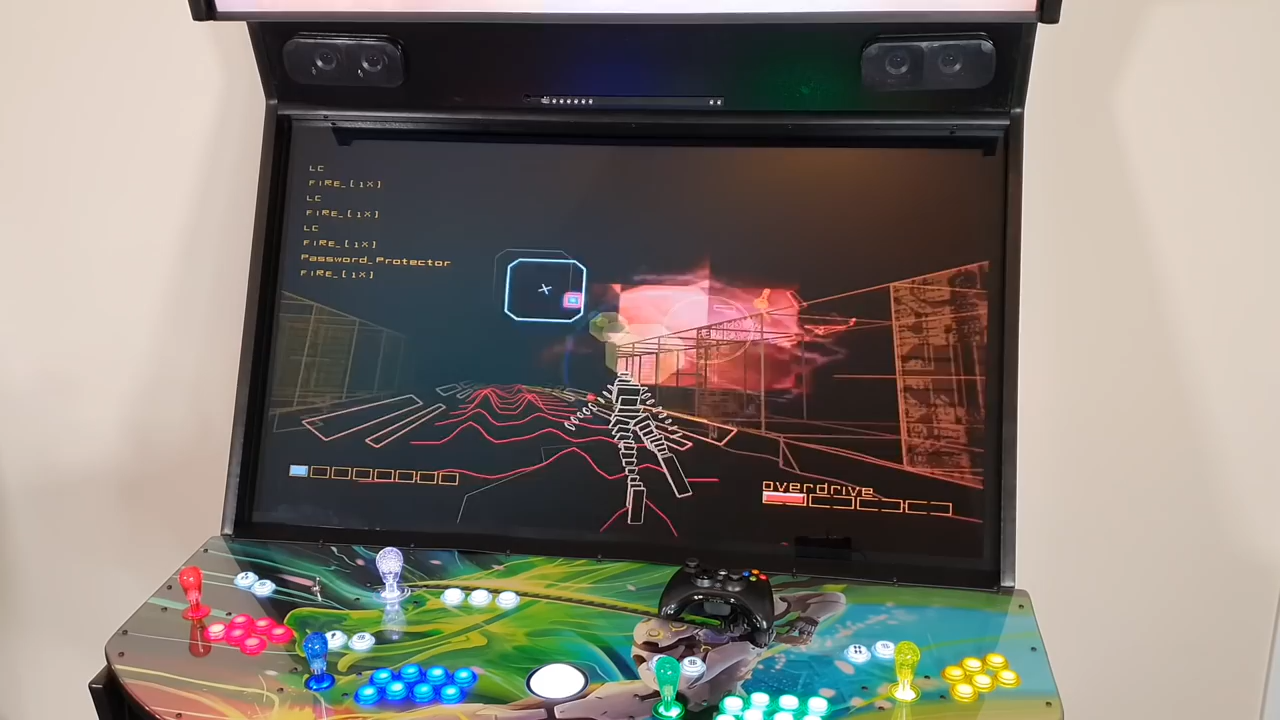 LC
FIRE_[1X]
LC
FIRE_[1X]
LC
FIRE_[1X]
Password_Protector
FIRE_[1X]
overdrive